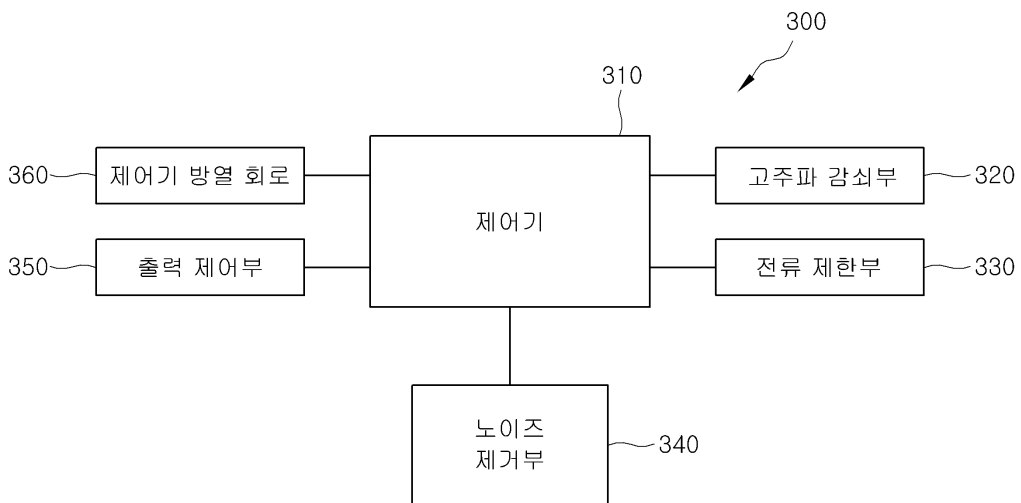 300
310
360
제어기 방열 회로
고주파 감쇠부
320
제어기
350
출력 제어부
전류 제한부
330
노이즈
제거부
340